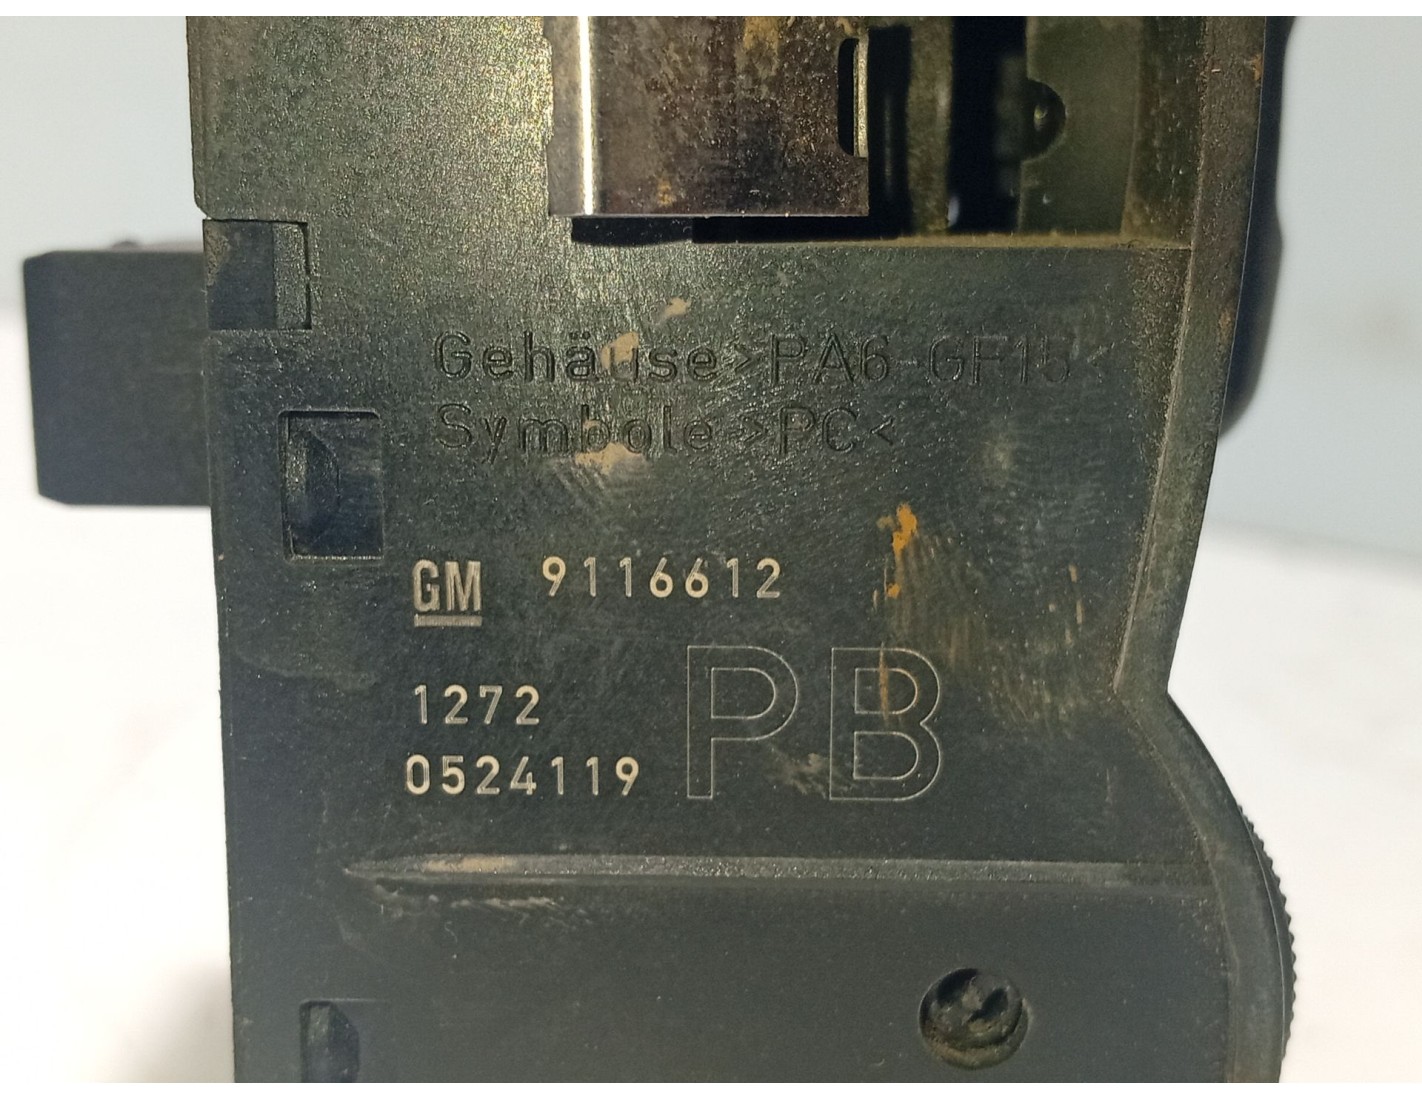 Gehäuse >PA6-GF15<
Symbole >PC<
GM 9116612
1272
0524119
PB